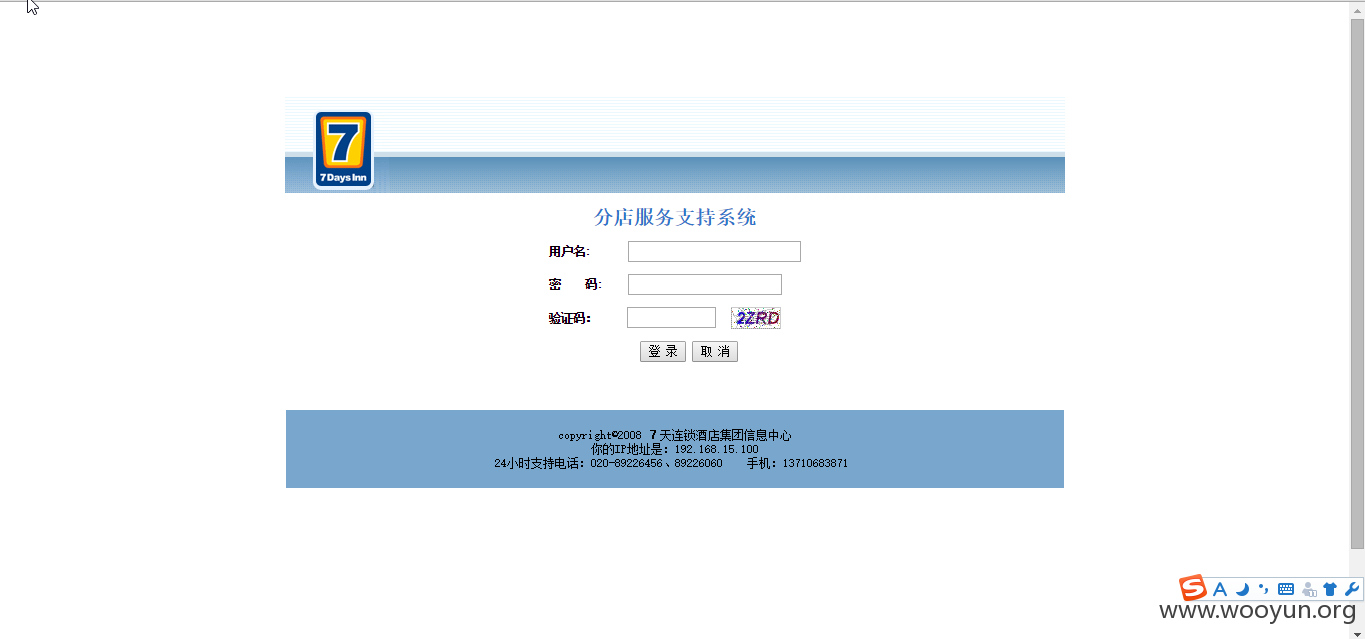 7
7 Days Inn
分店服务支持系统
用户名:
密 码:
验证码: 2ZRD
登 录 取 消
copyright©2008 7天连锁酒店集团信息中心
你的IP地址是: 192.168.15.100
24小时支持电话: 020-89226456、89226060 手机: 13710683871
S A
www.wooyun.org